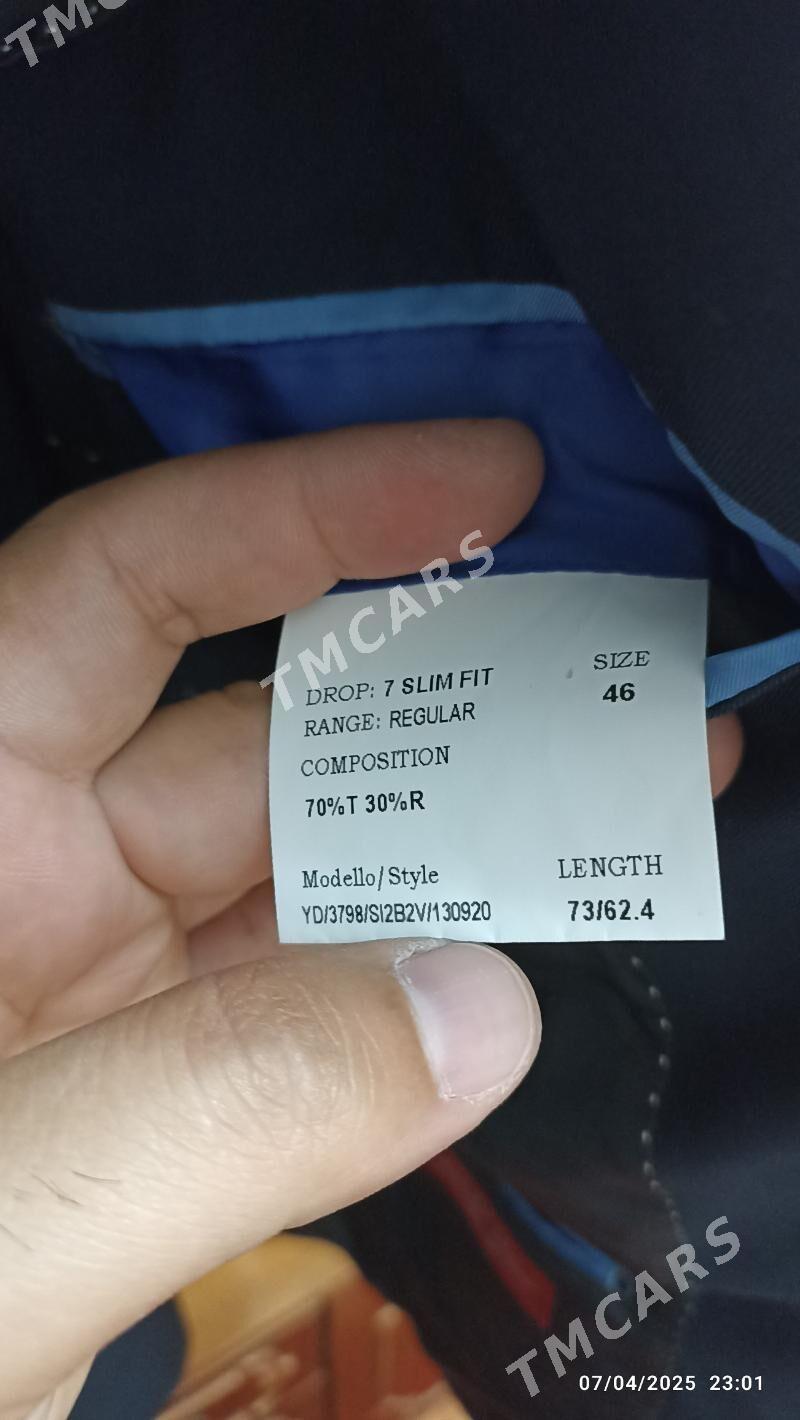 TMCARS
TMCARS
DROP: 7 SLIM FIT
RANGE: REGULAR
SIZE
46
COMPOSITION
70%T 30%R
Modello/Style
YD/3798/SI2B2V/130920
LENGTH
73/62.4
TMCARS
07/04/2025 23:01